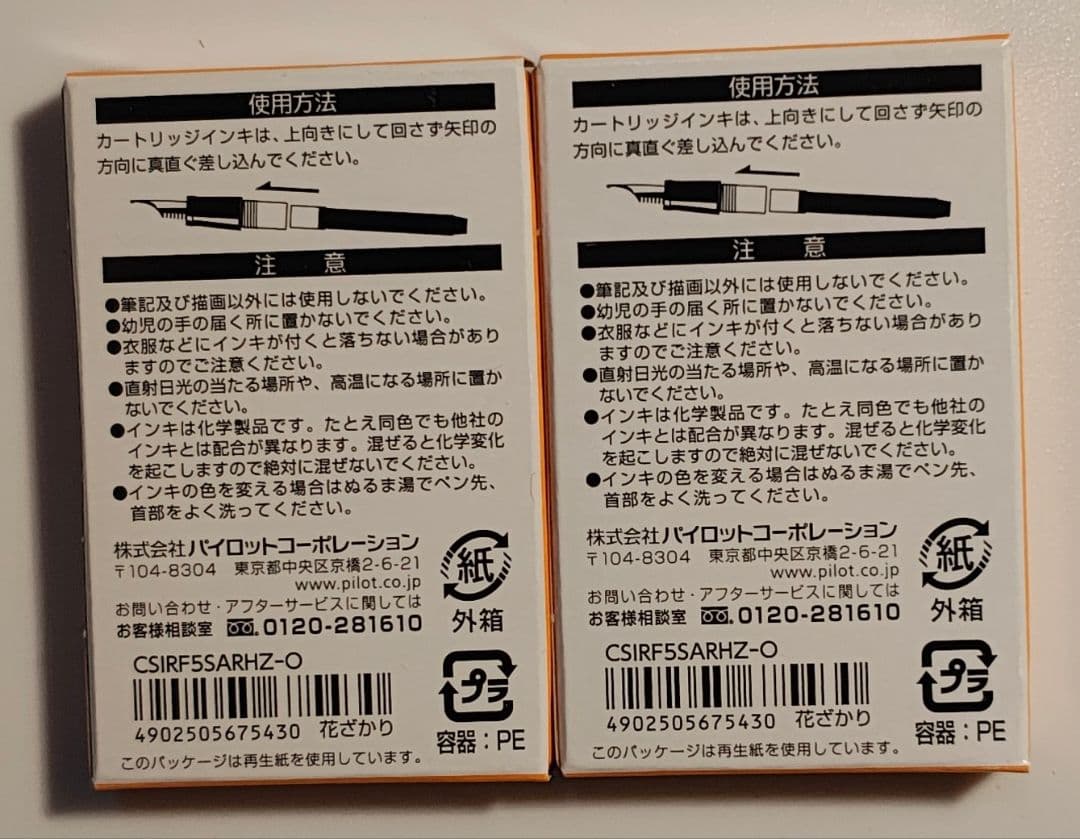 使用方法
カートリッジインキは、上向きにして回さず矢印の
方向に真直ぐ差し込んでください。
注　意
●筆記及び描画以外には使用しないでください。
●幼児の手の届く所に置かないでください。
●衣服などにインキが付くと落ちない場合があり
ますのでご注意ください。
●直射日光の当たる場所や、高温になる場所に置か
ないでください。
●インキは化学製品です。たとえ同色でも他社の
インキとは配合が異なります。混ぜると化学変化
を起こしますので絶対に混ぜないでください。
●インキの色を変える場合はぬるま湯でペン先、
首部をよく洗ってください。
株式会社パイロットコーポレーション
〒104-8304　東京都中央区京橋2-6-21
www.pilot.co.jp
お問い合わせ・アフターサービスに関しては
お客様相談室 0120-281610
紙
外箱
CSIRF5SARHZ-O
4902505675430 花ざかり
プラ
容器：PE
このパッケージは再生紙を使用しています。
使用方法
カートリッジインキは、上向きにして回さず矢印の
方向に真直ぐ差し込んでください。
注　意
●筆記及び描画以外には使用しないでください。
●幼児の手の届く所に置かないでください。
●衣服などにインキが付くと落ちない場合があり
ますのでご注意ください。
●直射日光の当たる場所や、高温になる場所に置か
ないでください。
●インキは化学製品です。たとえ同色でも他社の
インキとは配合が異なります。混ぜると化学変化
を起こしますので絶対に混ぜないでください。
●インキの色を変える場合はぬるま湯でペン先、
首部をよく洗ってください。
株式会社パイロットコーポレーション
〒104-8304　東京都中央区京橋2-6-21
www.pilot.co.jp
お問い合わせ・アフターサービスに関しては
お客様相談室 0120-281610
紙
外箱
CSIRF5SARHZ-O
4902505675430 花ざかり
プラ
容器：PE
このパッケージは再生紙を使用しています。